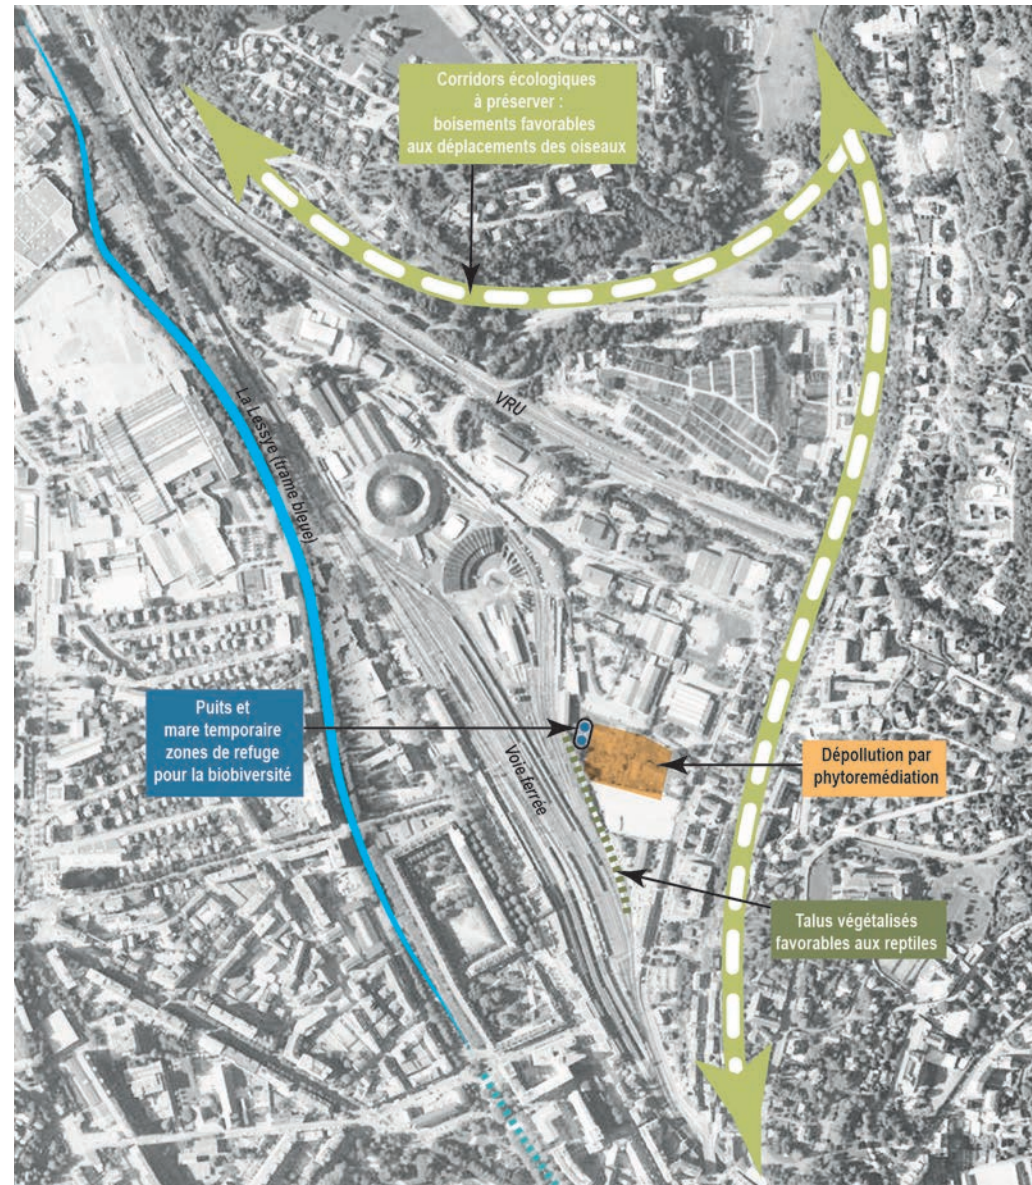 Corridors écologiques
à préserver :
boisements favorables
aux déplacements des oiseaux
VRU
La Lessye (trame bleue)
Puits et
mare temporaire
zones de refuge
pour la biobiversité
Voie ferrée
Dépollution par
phytoremédiation
Talus végétalisés
favorables aux reptiles